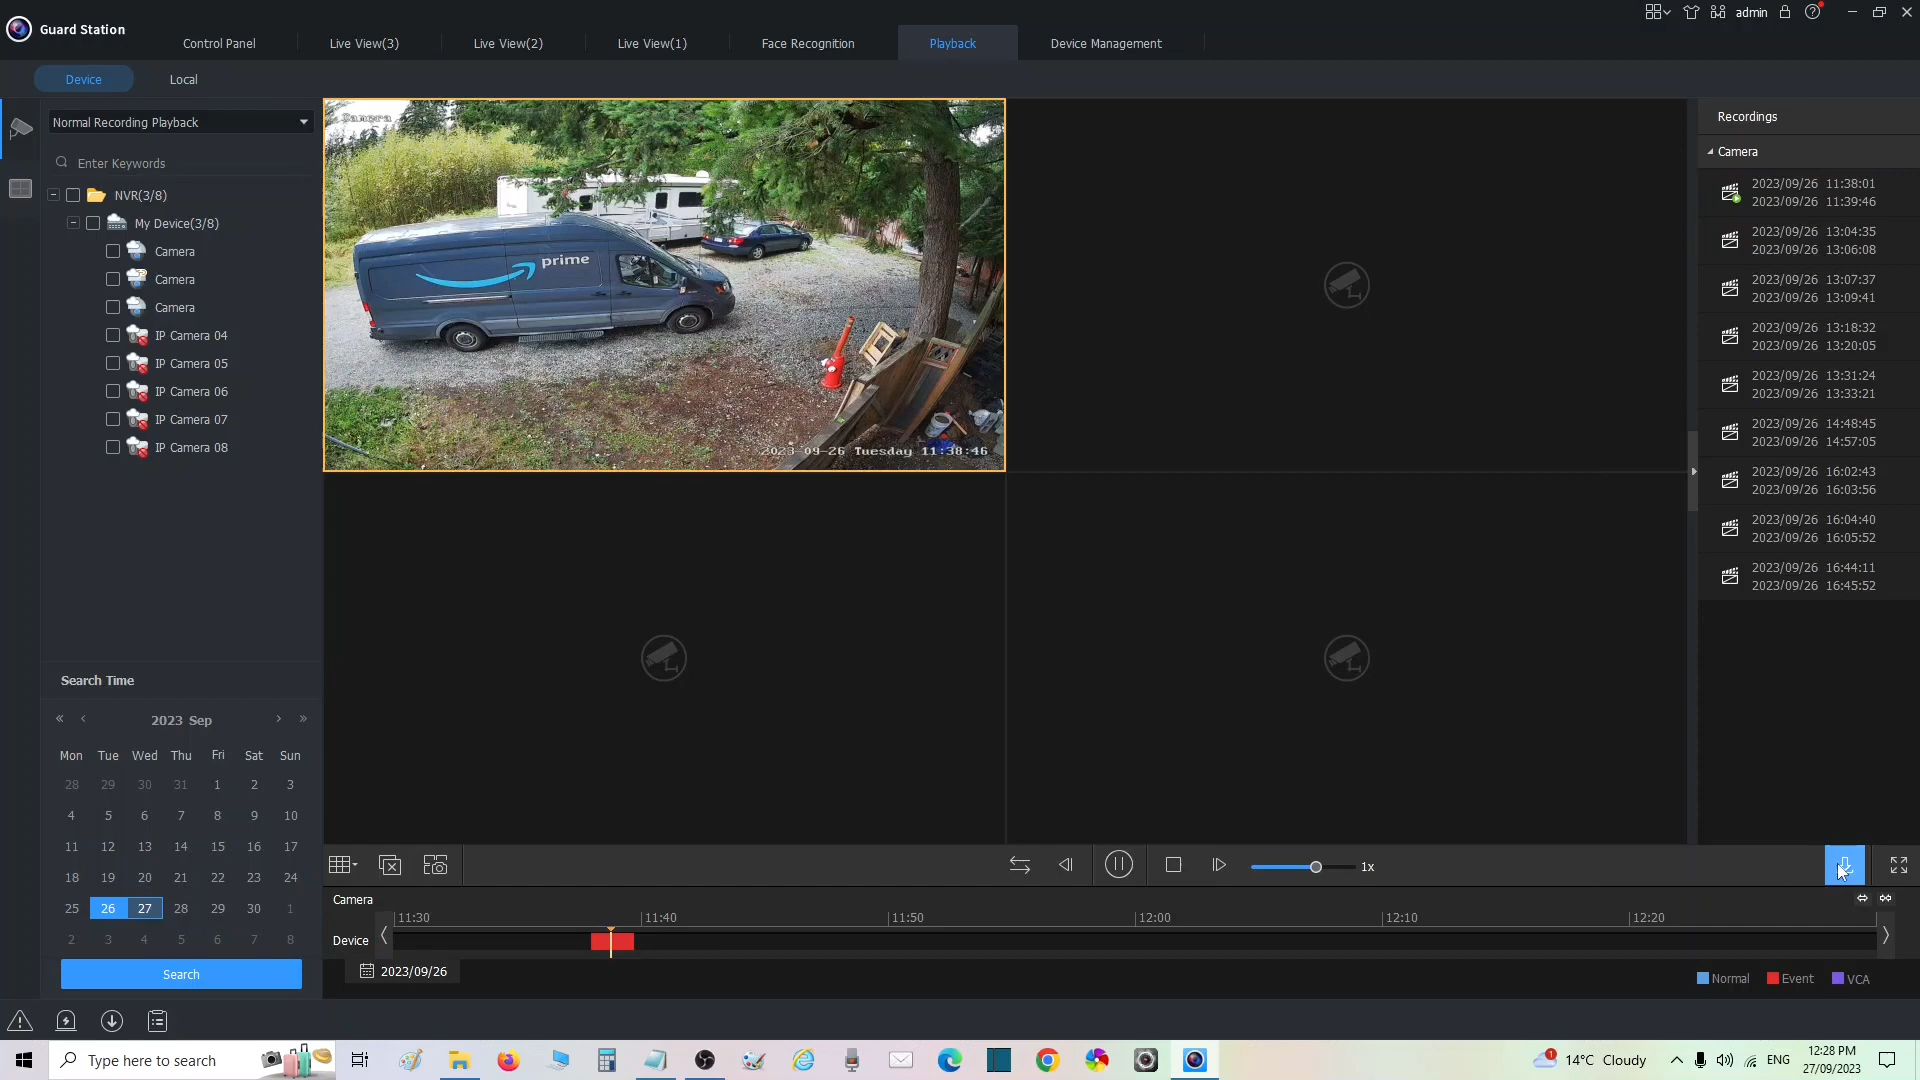 Guard Station
Control Panel
Live View(3)
Live View(2)
Live View(1)
Face Recognition
Playback
Device Management
admin
Device
Local
Normal Recording Playback
Enter Keywords
NVR(3/8)
My Device(3/8)
Camera
Camera
Camera
IP Camera 04
IP Camera 05
IP Camera 06
IP Camera 07
IP Camera 08
Camera
prime
2023-09-26 Tuesday 11:38:46
Recordings
Camera
2023/09/26 11:38:01
2023/09/26 11:39:46
2023/09/26 13:04:35
2023/09/26 13:06:08
2023/09/26 13:07:37
2023/09/26 13:09:41
2023/09/26 13:18:32
2023/09/26 13:20:05
2023/09/26 13:31:24
2023/09/26 13:33:21
2023/09/26 14:48:45
2023/09/26 14:57:05
2023/09/26 16:02:43
2023/09/26 16:03:56
2023/09/26 16:04:40
2023/09/26 16:05:52
2023/09/26 16:44:11
2023/09/26 16:45:52
Search Time
2023 Sep
Mon Tue Wed Thu Fri Sat Sun
28 29 30 31 1 2 3
4 5 6 7 8 9 10
11 12 13 14 15 16 17
18 19 20 21 22 23 24
25 26 27 28 29 30 1
2 3 4 5 6 7 8
Search
1x
Camera
11:30 11:40 11:50 12:00 12:10 12:20
Device
2023/09/26
Normal Event VCA
Type here to search
1
14°C Cloudy
ENG
12:28 PM
27/09/2023